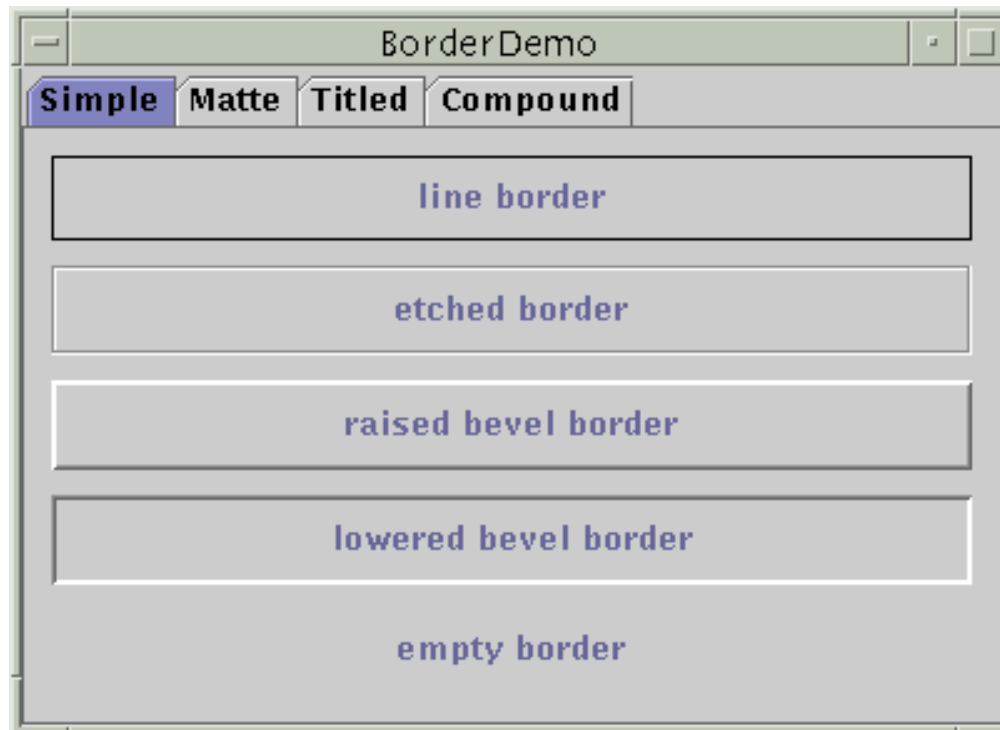 BorderDemo
Simple Matte Titled Compound
line border
etched border
raised bevel border
lowered bevel border
empty border